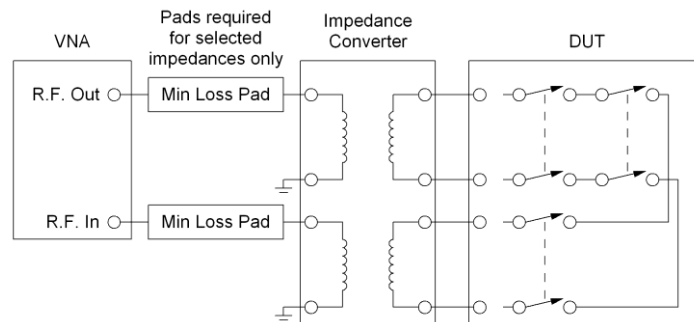 VNA
Pads required
for selected
impedances only
Impedance
Converter
DUT
R.F. Out
Min Loss Pad
R.F. In
Min Loss Pad